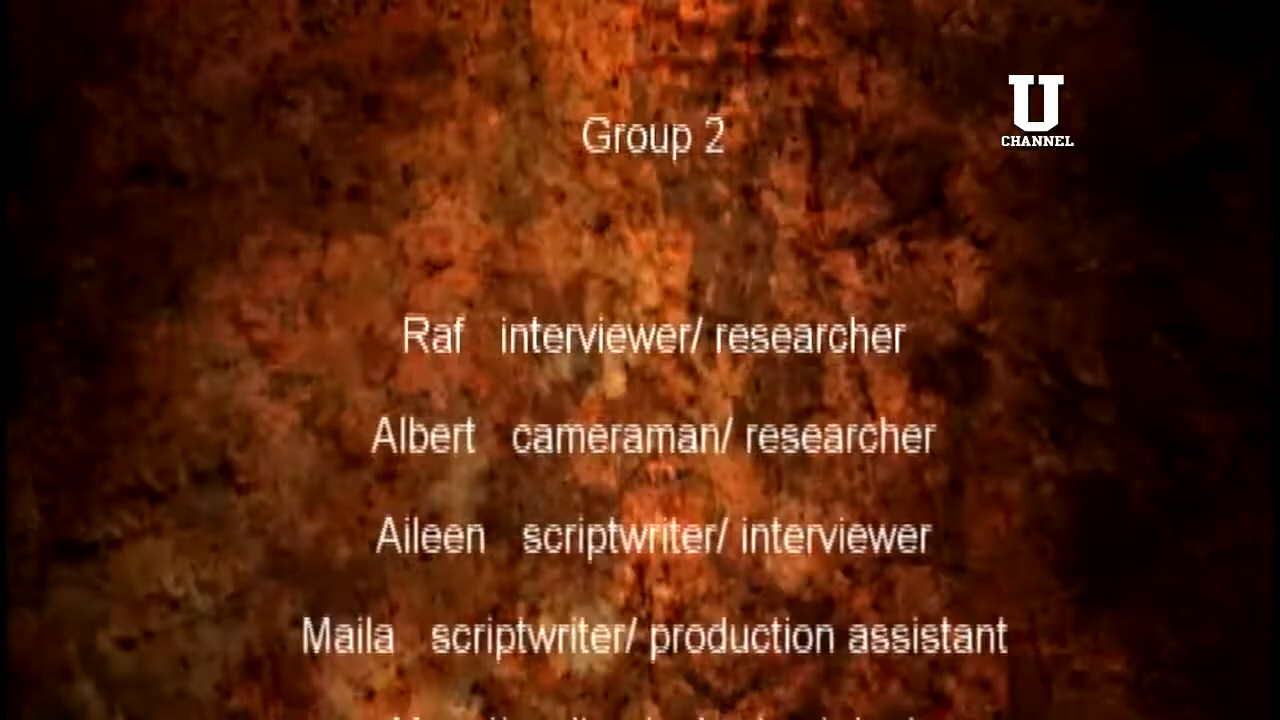 U
CHANNEL
Group 2
Raf interviewer/ researcher
Albert cameraman/ researcher
Aileen scriptwriter/ interviewer
Maila scriptwriter/ production assistant